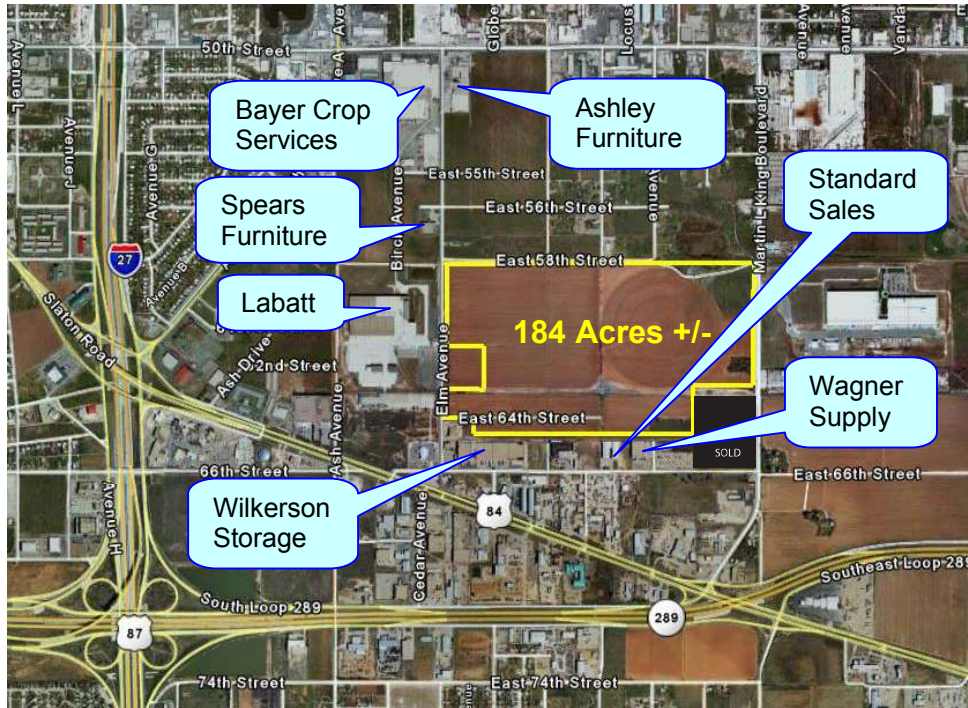 50th Street
Avenue L
Globe
Locust
Avenue
Avenue
Vanda
Bayer Crop
Services
Ashley
Furniture
Avenue J
Avenue G
Martin L King Boulevard
Standard
Sales
East 55th Street
Spears
Furniture
East 56th Street
Avenue
Birch Avenue
Avenue B
27
East 58th Street
Labatt
184 Acres +/-
Slaton Road
Ash Drive
Elm Avenue
Wagner
Supply
East 64th Street
SOLD
Ash Avenue
66th Street
East 66th Street
Wilkerson
Storage
Avenue H
84
Cedar Avenue
Southeast Loop 289
South Loop 289
289
87
74th Street
East 74th Street